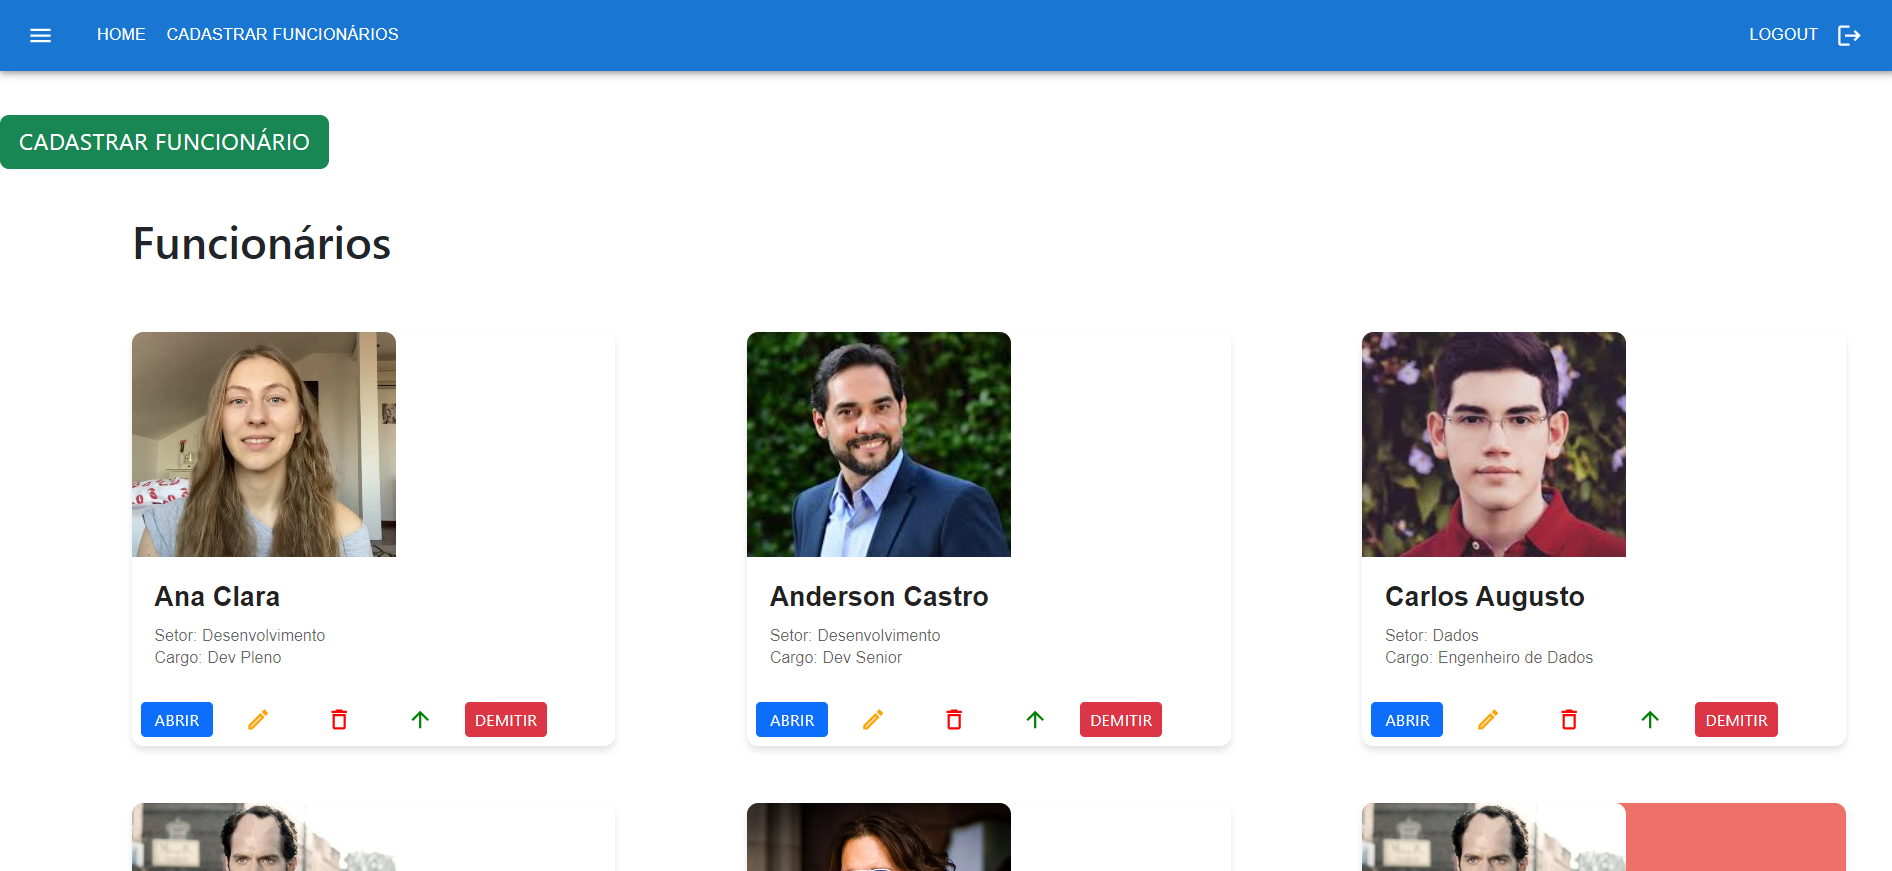 HOME CADASTRAR FUNCIONÁRIOS LOGOUT
CADASTRAR FUNCIONÁRIO
Funcionários
Ana Clara
Setor: Desenvolvimento
Cargo: Dev Pleno
ABRIR DEMITIR
Anderson Castro
Setor: Desenvolvimento
Cargo: Dev Senior
ABRIR DEMITIR
Carlos Augusto
Setor: Dados
Cargo: Engenheiro de Dados
ABRIR DEMITIR